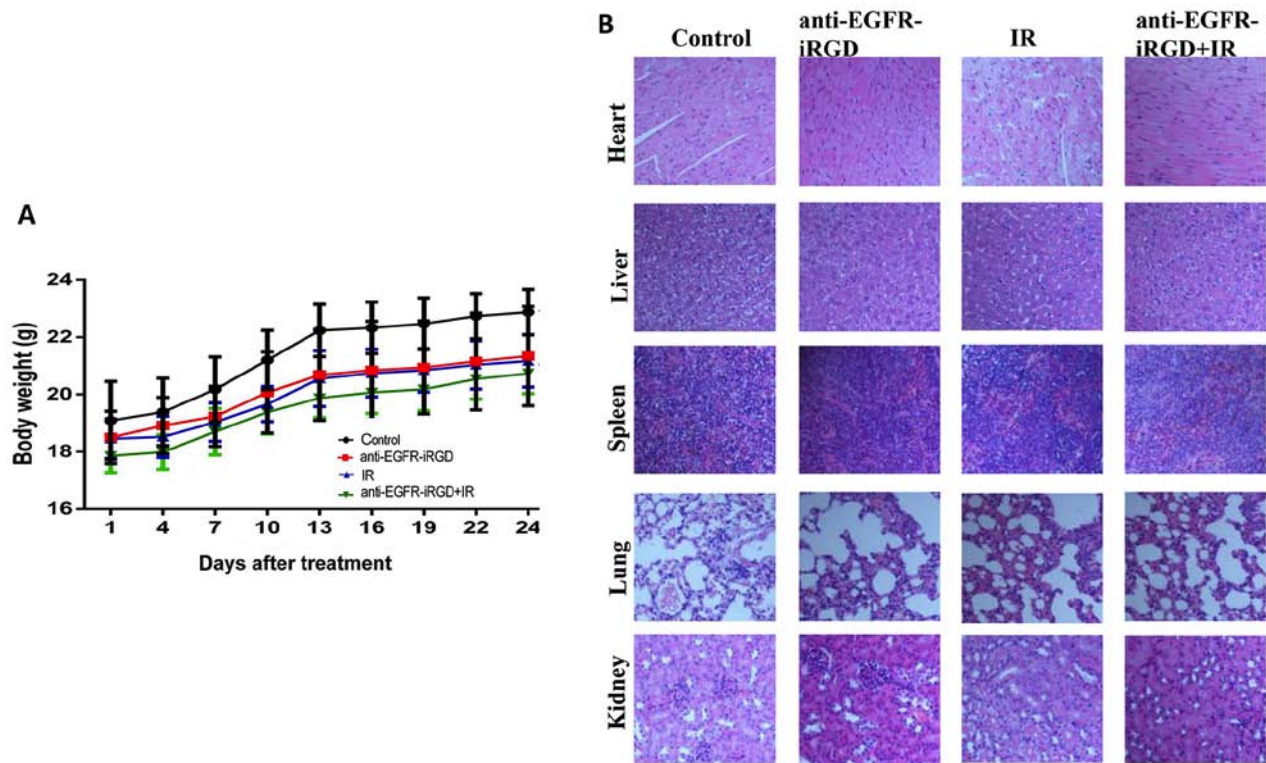 A
24
22
20
18
16
Body weight (g)
Control
anti-EGFR-iRGD
IR
anti-EGFR-iRGD+IR
1 4 7 10 13 16 19 22 24
Days after treatment
B
Control
anti-EGFR-
iRGD
IR
anti-EGFR-
iRGD+IR
Heart
Liver
Spleen
Lung
Kidney